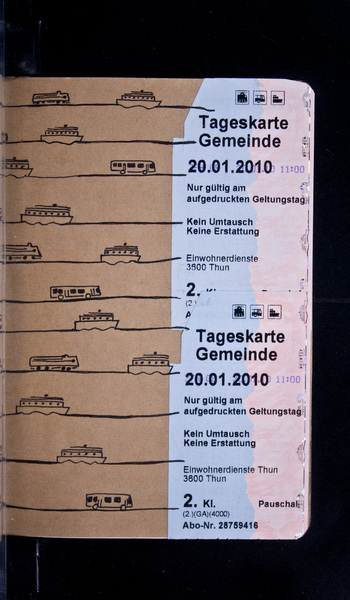 Tageskarte
Gemeinde
20.01.2010 11:00
Nur gültig am
aufgedruckten Geltungstag
Kein Umtausch
Keine Erstattung
Einwohnerdienste
3600 Thun
2.
Tageskarte
Gemeinde
20.01.2010 11:00
Nur gültig am
aufgedruckten Geltungstag
Kein Umtausch
Keine Erstattung
Einwohnerdienste Thun
3600 Thun
2. Kl. Pauschal
(2.)(GA)(4000)
Abo-Nr. 28759416